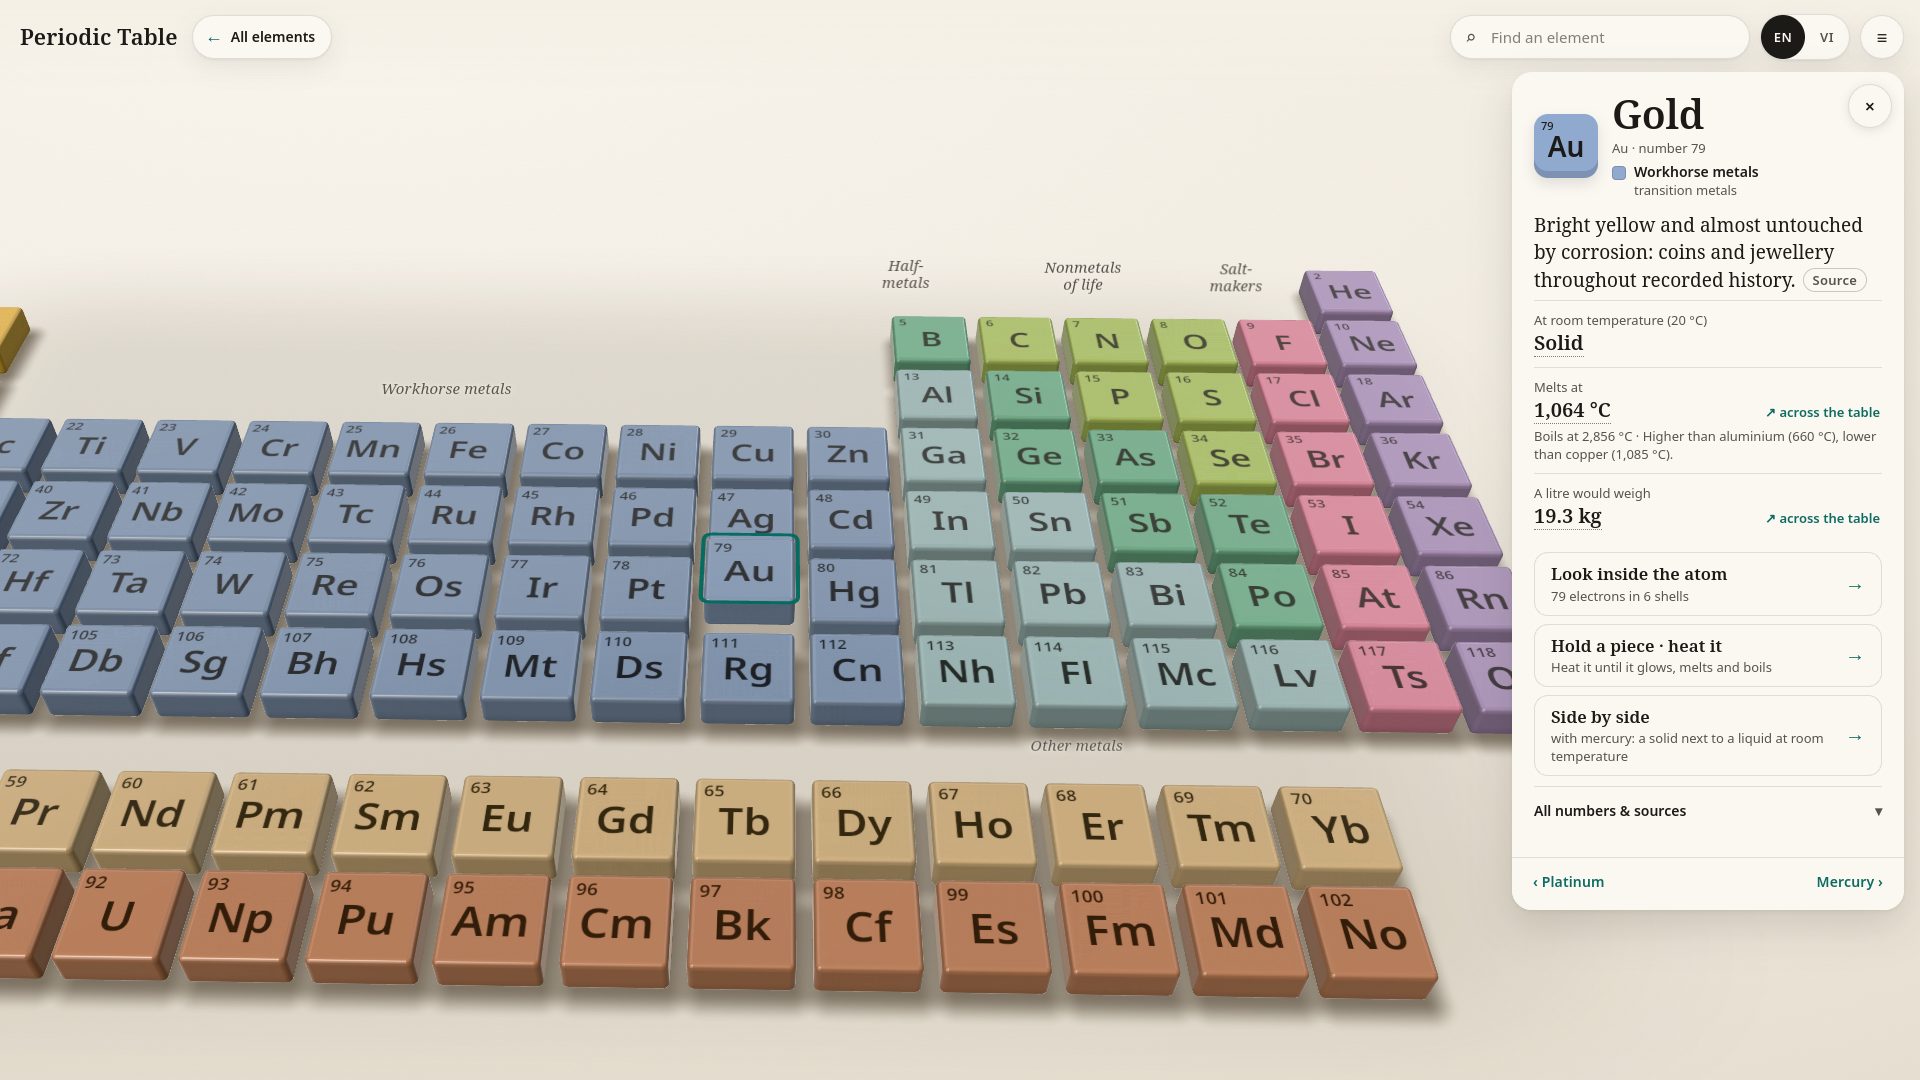 Periodic Table
← All elements
Find an element
EN VI
≡
×
79
Au
Gold
Au · number 79
Workhorse metals
transition metals
Bright yellow and almost untouched
by corrosion: coins and jewellery
throughout recorded history. Source
At room temperature (20 °C)
Solid
Melts at
1,064 °C ↗ across the table
Boils at 2,856 °C · Higher than aluminium (660 °C), lower
than copper (1,085 °C).
A litre would weigh
19.3 kg ↗ across the table
Look inside the atom
79 electrons in 6 shells →
Hold a piece · heat it
Heat it until it glows, melts and boils →
Side by side
with mercury: a solid next to a liquid at room →
temperature
All numbers & sources ▾
‹ Platinum Mercury ›
Half-
metals
Nonmetals
of life
Salt-
makers
Workhorse metals
2 He
5 B 6 C 7 N 8 O 9 F 10 Ne
13 Al 14 Si 15 P 16 S 17 Cl 18 Ar
22 Ti 23 V 24 Cr 25 Mn 26 Fe 27 Co 28 Ni 29 Cu 30 Zn 31 Ga 32 Ge 33 As 34 Se 35 Br 36 Kr
40 Zr 41 Nb 42 Mo 43 Tc 44 Ru 45 Rh 46 Pd 47 Ag 48 Cd 49 In 50 Sn 51 Sb 52 Te 53 I 54 Xe
72 Hf 73 Ta 74 W 75 Re 76 Os 77 Ir 78 Pt 79 Au 80 Hg 81 Tl 82 Pb 83 Bi 84 Po 85 At 86 Rn
105 Db 106 Sg 107 Bh 108 Hs 109 Mt 110 Ds 111 Rg 112 Cn 113 Nh 114 Fl 115 Mc 116 Lv 117 Ts 118
Other metals
59 Pr 60 Nd 61 Pm 62 Sm 63 Eu 64 Gd 65 Tb 66 Dy 67 Ho 68 Er 69 Tm 70 Yb
92 U 93 Np 94 Pu 95 Am 96 Cm 97 Bk 98 Cf 99 Es 100 Fm 101 Md 102 No